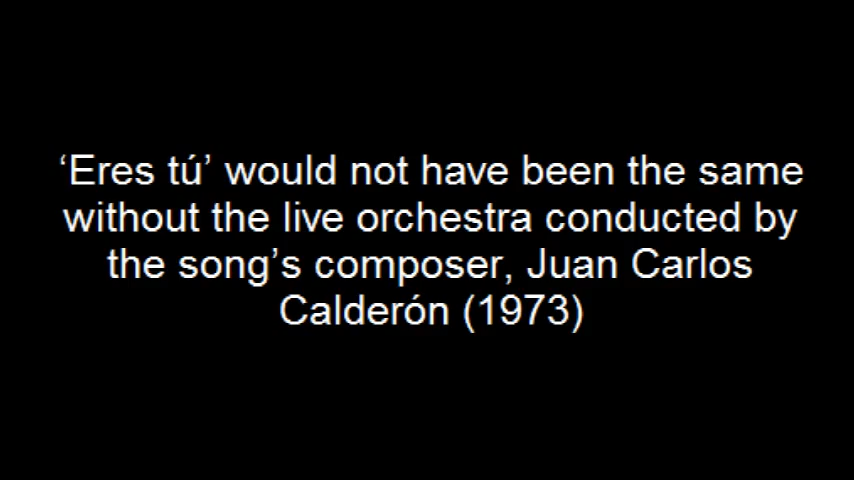 ‘Eres tú’ would not have been the same
without the live orchestra conducted by
the song’s composer, Juan Carlos
Calderón (1973)